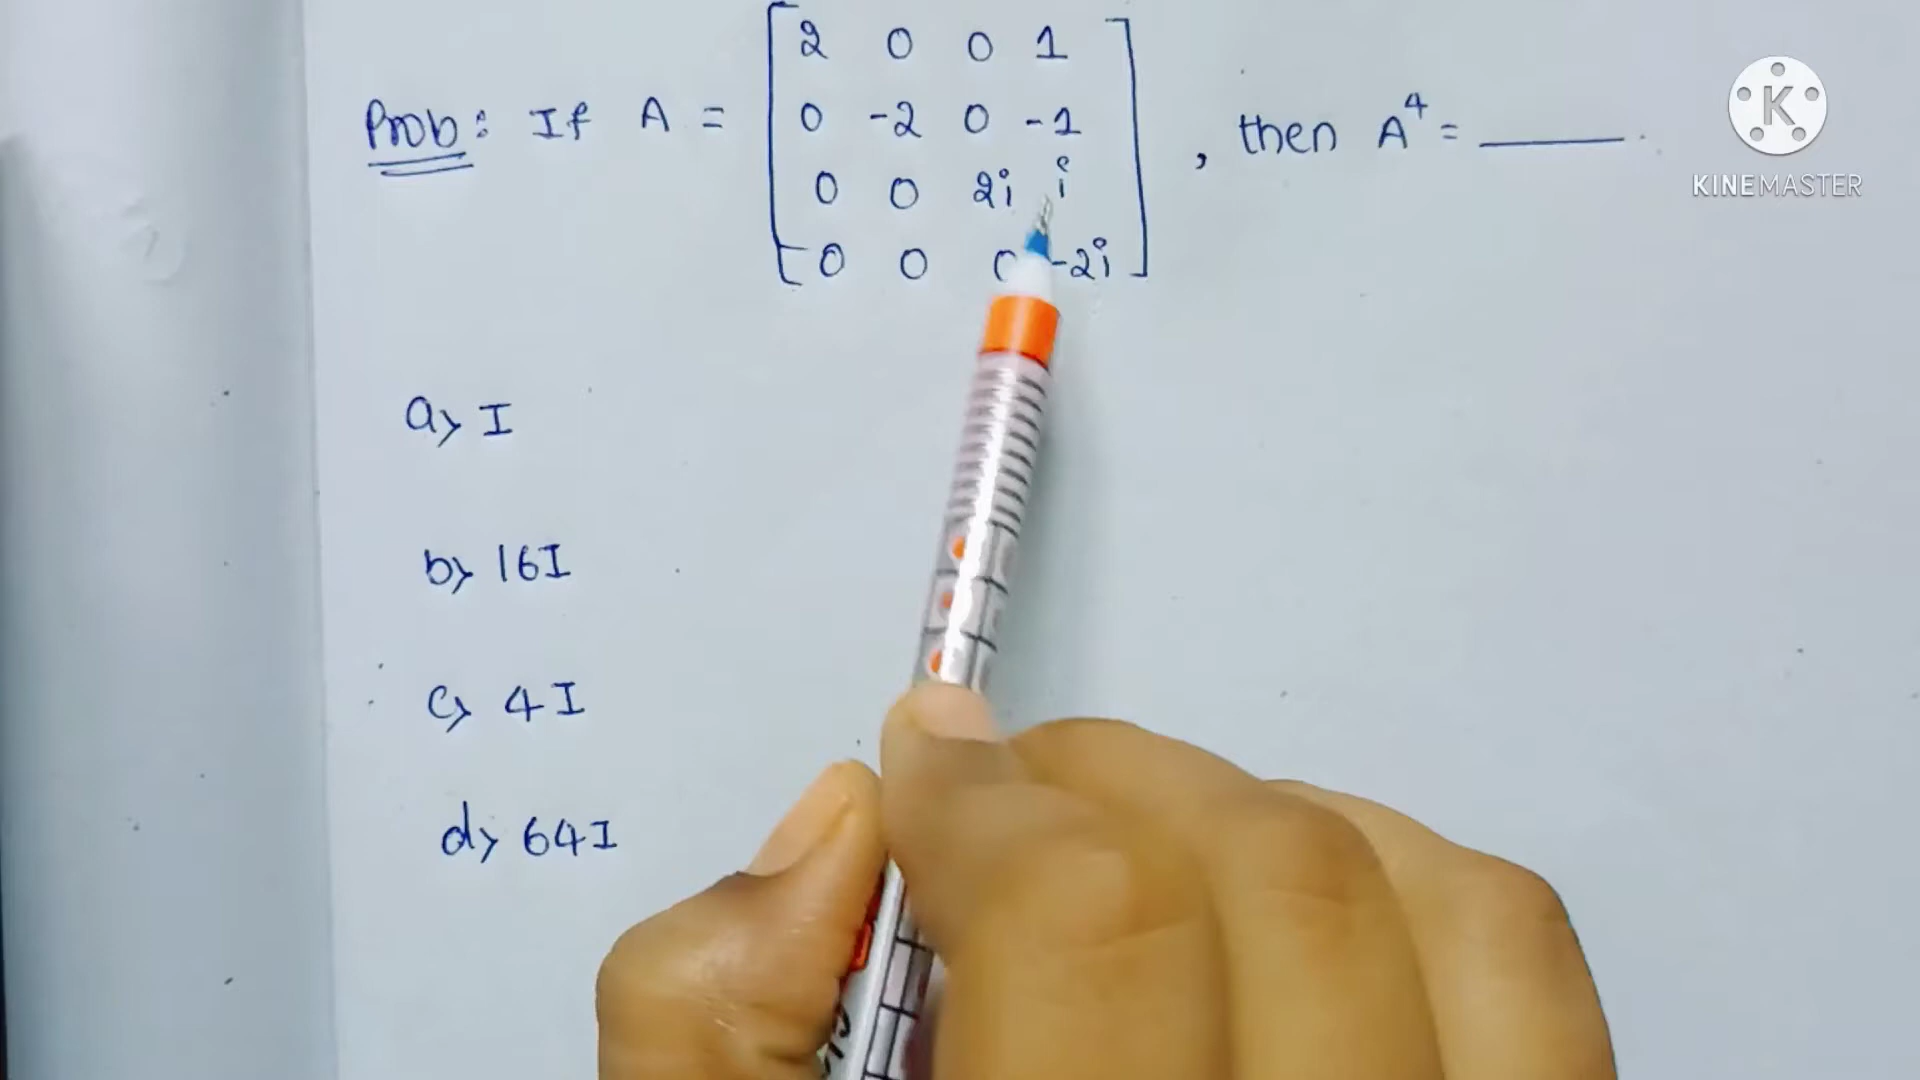 Prob: If A = [2 0 0 1
0 -2 0 -1
0 0 2i i
0 0 0 -2i], then A⁴ = ______.
KINEMASTER
a) I
b) 16I
c) 4I
d) 64I